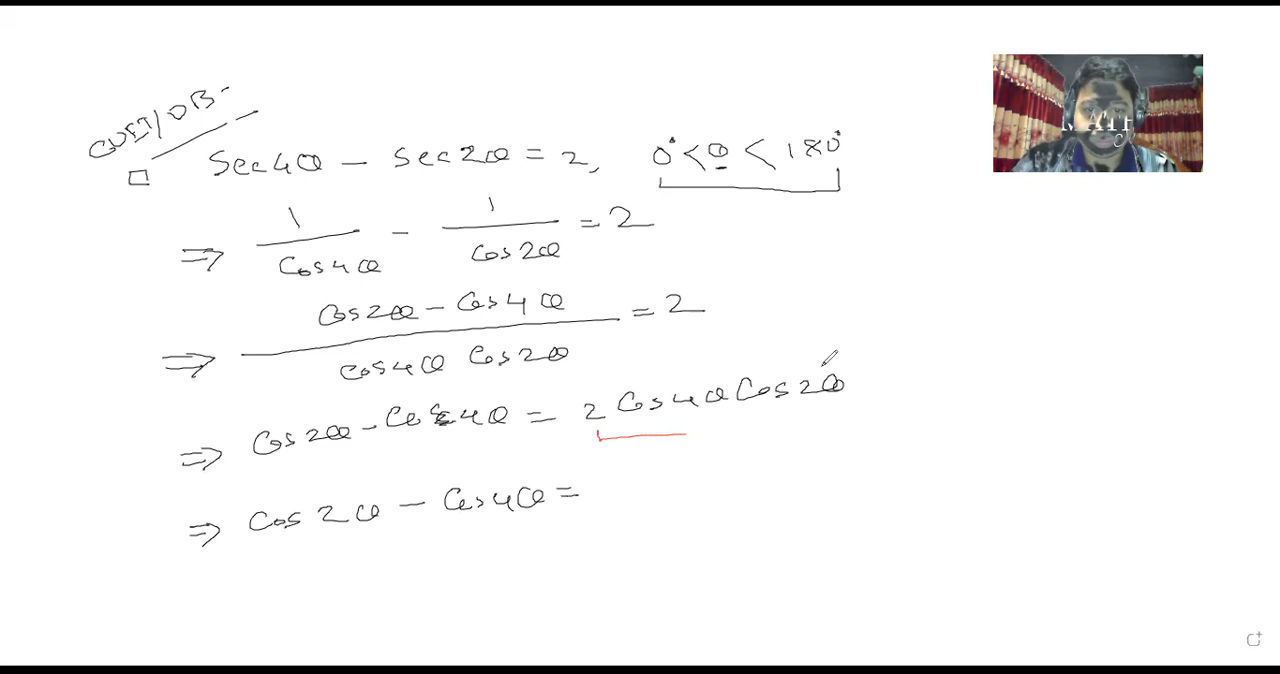 CUET/DB-
□ Sec4θ - Sec2θ = 2, 0° < θ < 180°
⇒ 1/Cos4θ - 1/Cos2θ = 2
⇒ (Cos2θ - Cos4θ)/(Cos4θ Cos2θ) = 2
⇒ Cos2θ - Cos4θ = 2 Cos4θ Cos2θ
⇒ Cos2θ - Cos4θ =
MATH